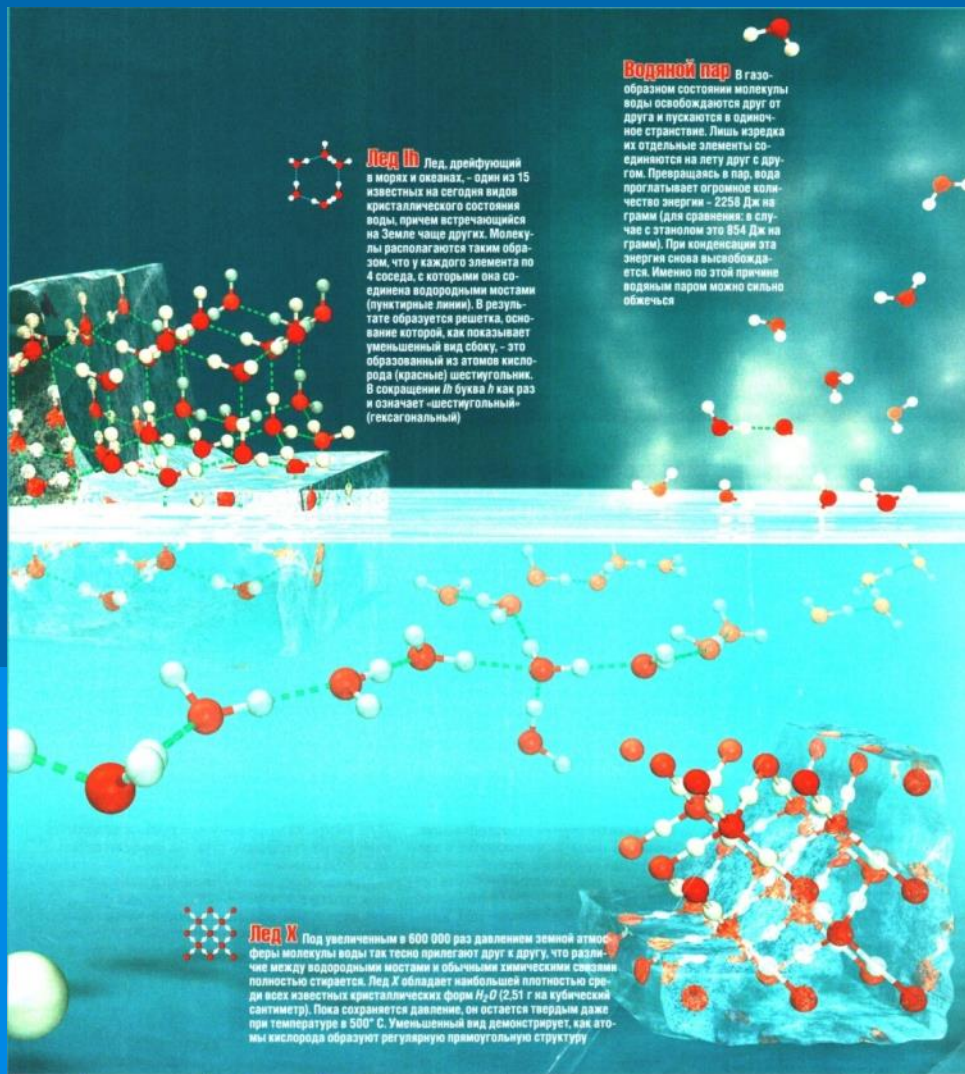 Водяной пар В газо-
образном состоянии молекулы
воды освобождаются друг от
друга и пускаются в одиноч-
ное странствие. Лишь изредка
их отдельные элементы со-
единяются на лету друг с дру-
гом. Превращаясь в пар, вода
проглатывает огромное коли-
чество энергии – 2258 Дж на
грамм (для сравнения: в слу-
чае с этанолом это 854 Дж на
грамм). При конденсации эта
энергия снова высвобожда-
ется. Именно по этой причине
водяным паром можно сильно
обжечься
Лед Ih Лед, дрейфующий
в морях и океанах, – один из 15
известных на сегодня видов
кристаллического состояния
воды, причем встречающийся
на Земле чаще других. Молеку-
лы располагаются таким обра-
зом, что у каждого элемента по
4 соседа, с которыми она со-
единена водородными мостами
(пунктирные линии). В резуль-
тате образуется решетка, осно-
вание которой, как показывает
уменьшенный вид сбоку, – это
образованный из атомов кисло-
рода (красные) шестиугольник.
В сокращении Ih буква h как раз
и означает «шестиугольный»
(гексагональный)
Лед X Под увеличенным в 600 000 раз давлением земной атмос-
феры молекулы воды так тесно прилегают друг к другу, что разли-
чие между водородными мостами и обычными химическими связями
полностью стирается. Лед X обладает наибольшей плотностью сре-
ди всех известных кристаллических форм H₂O (2,51 г на кубический
сантиметр). Пока сохраняется давление, он остается твердым даже
при температуре в 500° С. Уменьшенный вид демонстрирует, как ато-
мы кислорода образуют регулярную прямоугольную структуру